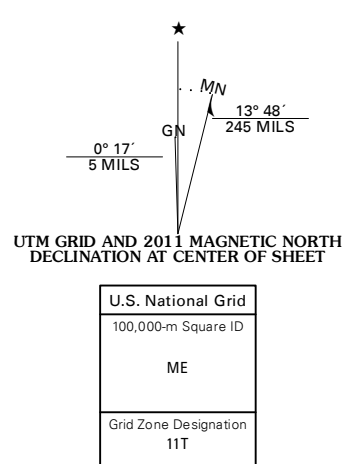 ★
MN
GN
13° 48´
245 MILS
0° 17´
5 MILS
UTM GRID AND 2011 MAGNETIC NORTH
DECLINATION AT CENTER OF SHEET
U.S. National Grid
100,000-m Square ID
ME
Grid Zone Designation
11T